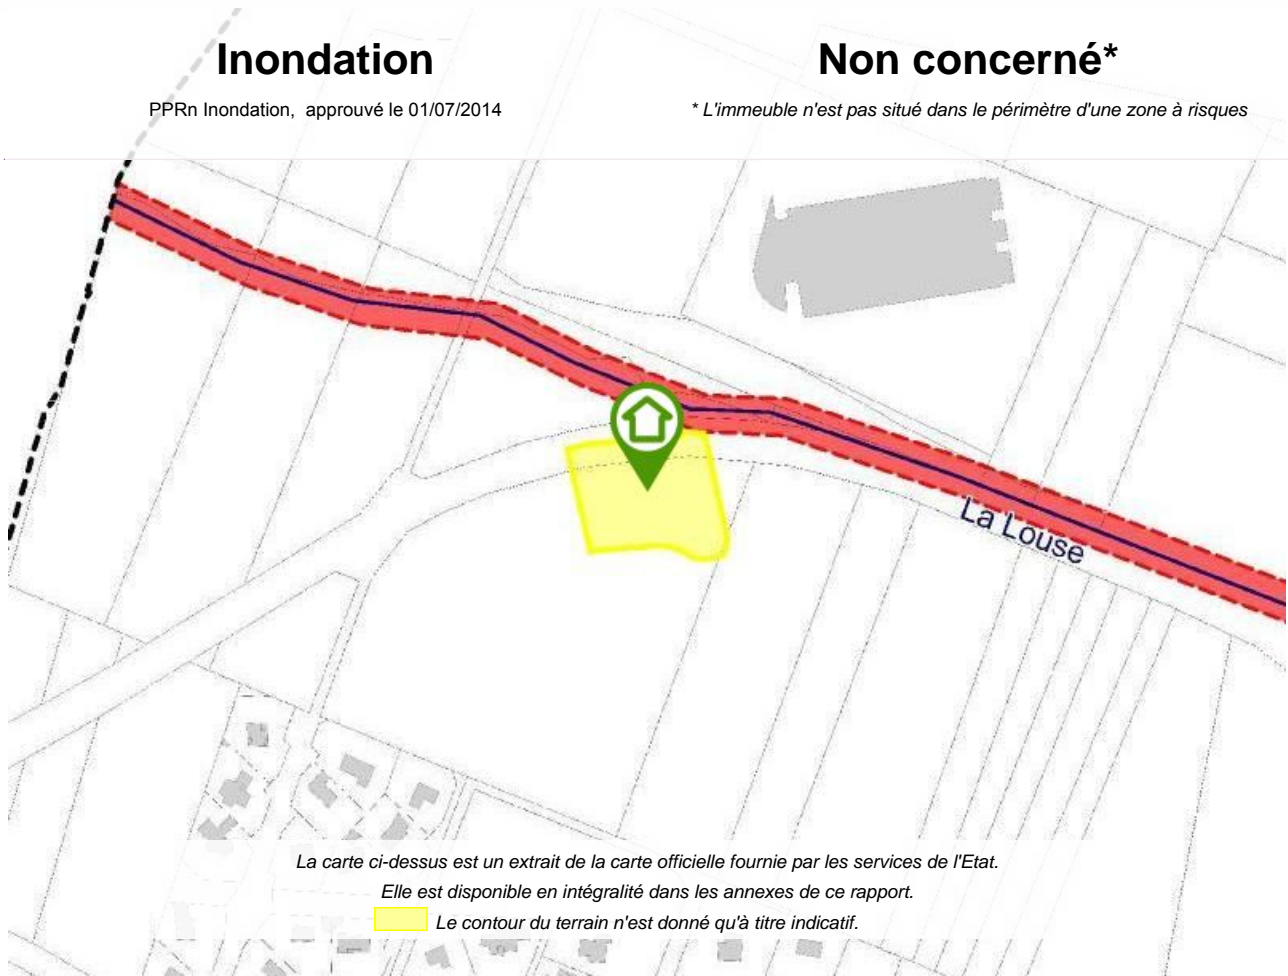 Inondation
Non concerné*
PPRn Inondation, approuvé le 01/07/2014
* L'immeuble n'est pas situé dans le périmètre d'une zone à risques
La Louse
La carte ci-dessus est un extrait de la carte officielle fournie par les services de l'Etat.
Elle est disponible en intégralité dans les annexes de ce rapport.
Le contour du terrain n'est donné qu'à titre indicatif.